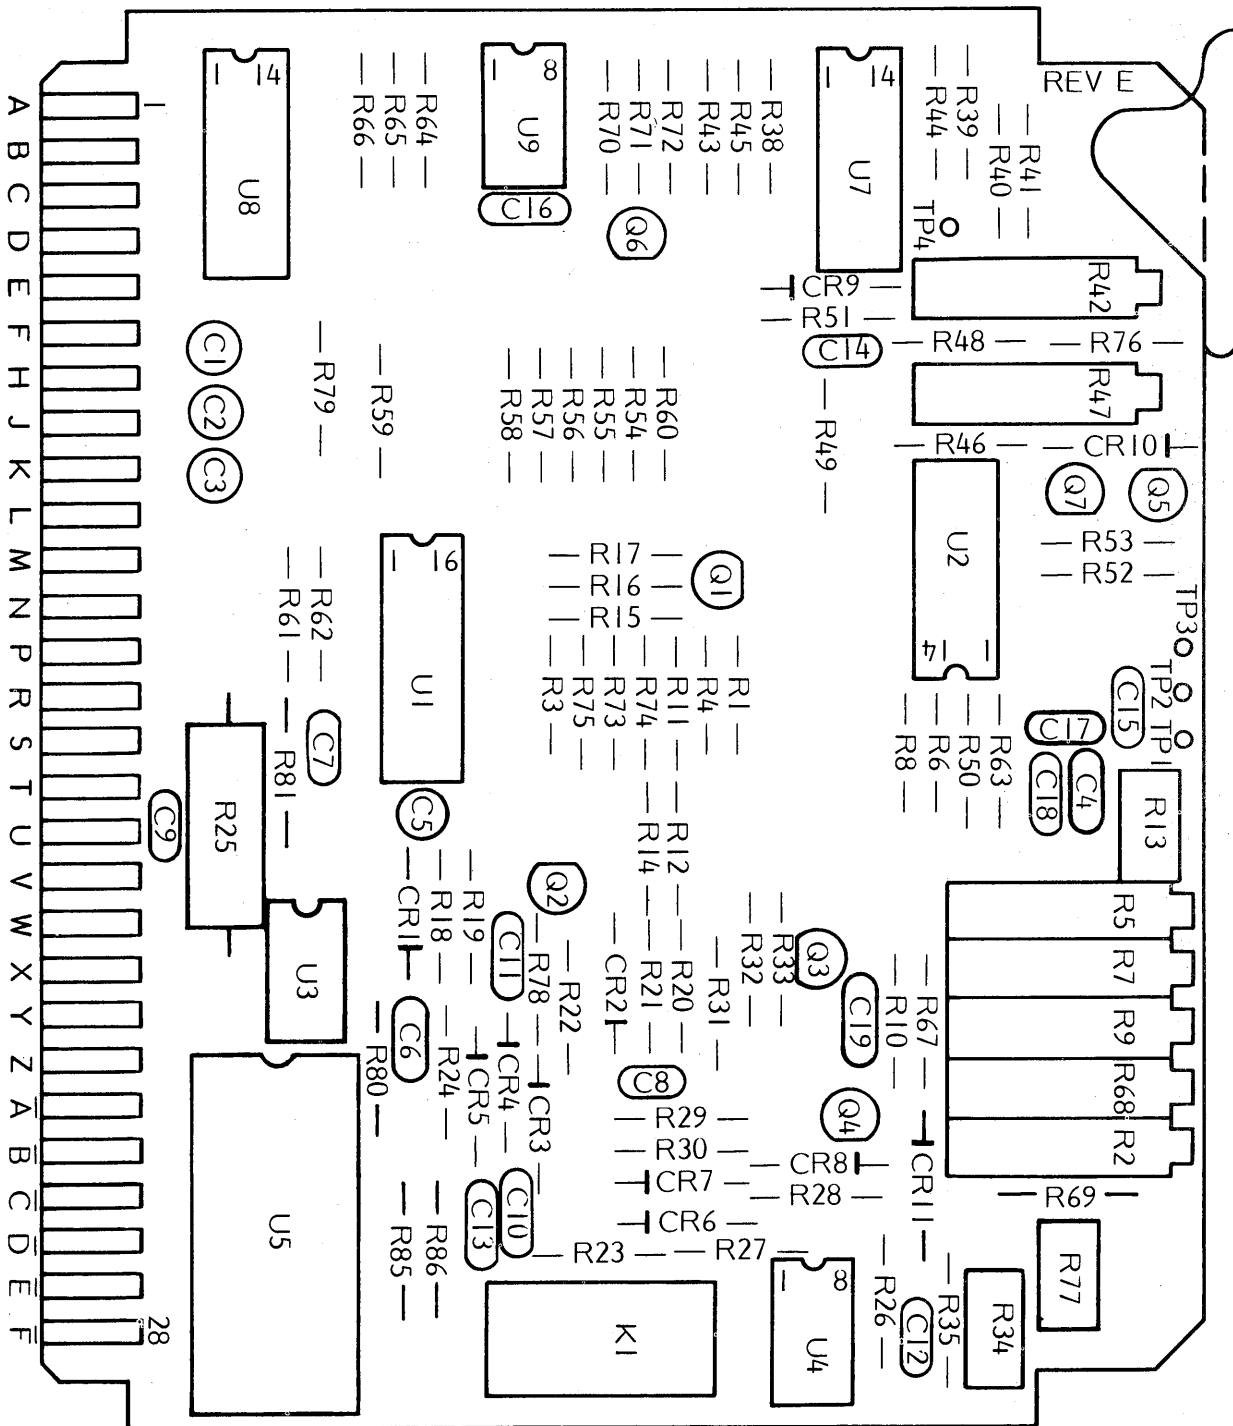 REV E
1 14
U8
R66
R65
R64
1 8
U9
C16
R70
R71
R72
R43
R45
R38
Q6
1 14
U7
R44
R39
R40
R41
TP4
CR9
R51
C14
R42
R48
R76
R47
R46
CR10
R49
Q7
Q5
U2
14 1
R53
R52
TP3
TP2
TP1
C1
C2
C3
R79
R59
R58
R57
R56
R55
R54
R60
1 16
U1
R17
R16
R15
Q1
R61
R62
R3
R75
R73
R74
R11
R4
R1
R8
R6
R50
R63
C15
C17
C18
C4
R13
R81
C7
C9
R25
C5
R14
R12
Q2
CR1
R18
R19
C11
R78
R22
CR2
R21
R20
R31
R32
R33
Q3
C19
R10
R67
R5
R7
R9
R68
R2
U3
R80
C6
R24
CR5
CR4
CR3
C8
R29
R30
CR7
CR6
Q4
CR8
R28
CR11
R69
U5
R85
R86
C13
C10
R23
R27
K1
1 8
U4
R26
C12
R35
R34
R77
1
A
B
C
D
E
F
H
J
K
L
M
N
P
R
S
T
U
V
W
X
Y
Z
A̅
B̅
C̅
D̅
E̅
F̅
28